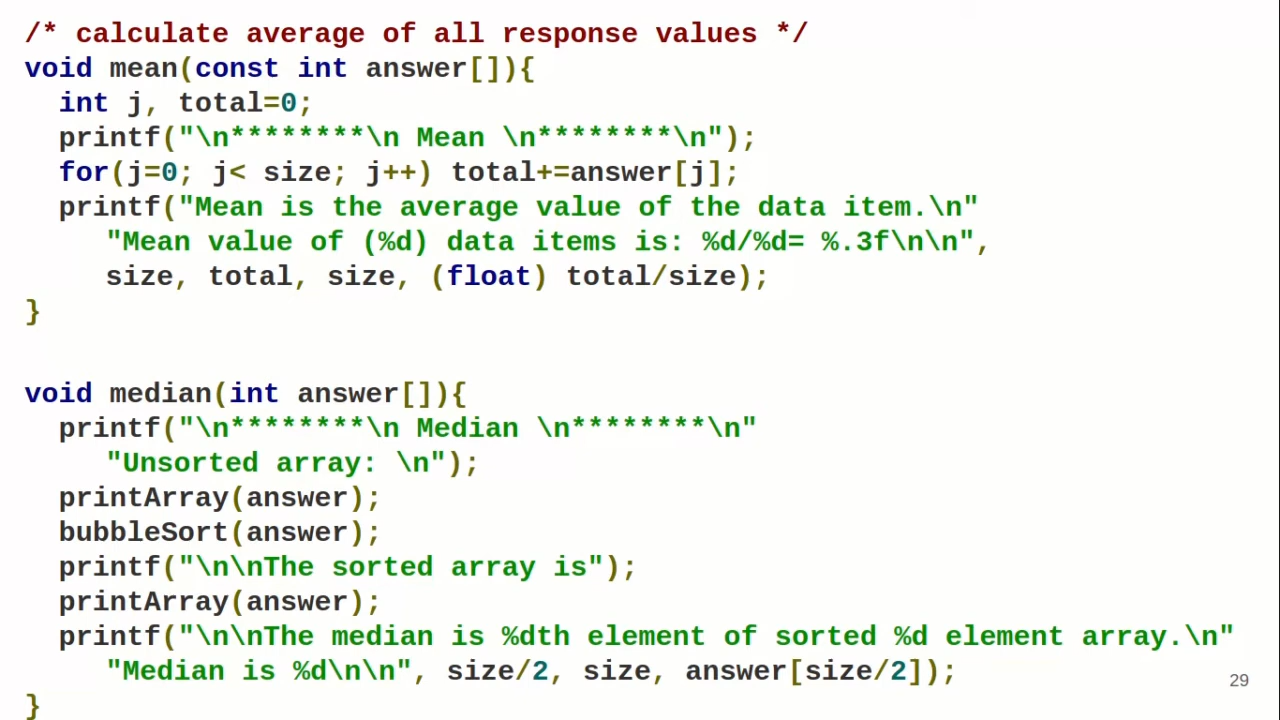 /* calculate average of all response values */
void mean(const int answer[]){
  int j, total=0;
  printf("\n********\n Mean \n********\n");
  for(j=0; j< size; j++) total+=answer[j];
  printf("Mean is the average value of the data item.\n"
     "Mean value of (%d) data items is: %d/%d= %.3f\n\n",
     size, total, size, (float) total/size);
}

void median(int answer[]){
  printf("\n********\n Median \n********\n"
     "Unsorted array: \n");
  printArray(answer);
  bubbleSort(answer);
  printf("\n\nThe sorted array is");
  printArray(answer);
  printf("\n\nThe median is %dth element of sorted %d element array.\n"
     "Median is %d\n\n", size/2, size, answer[size/2]);
}
29